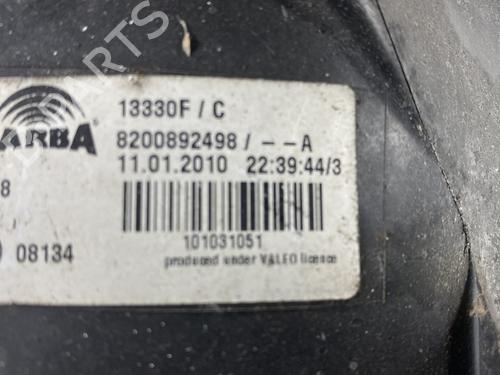 ARBA®
13330F / C
8200892498 / – – A
11.01.2010 22:39:44/3
8
101031051
08134
produced under VALEO licence